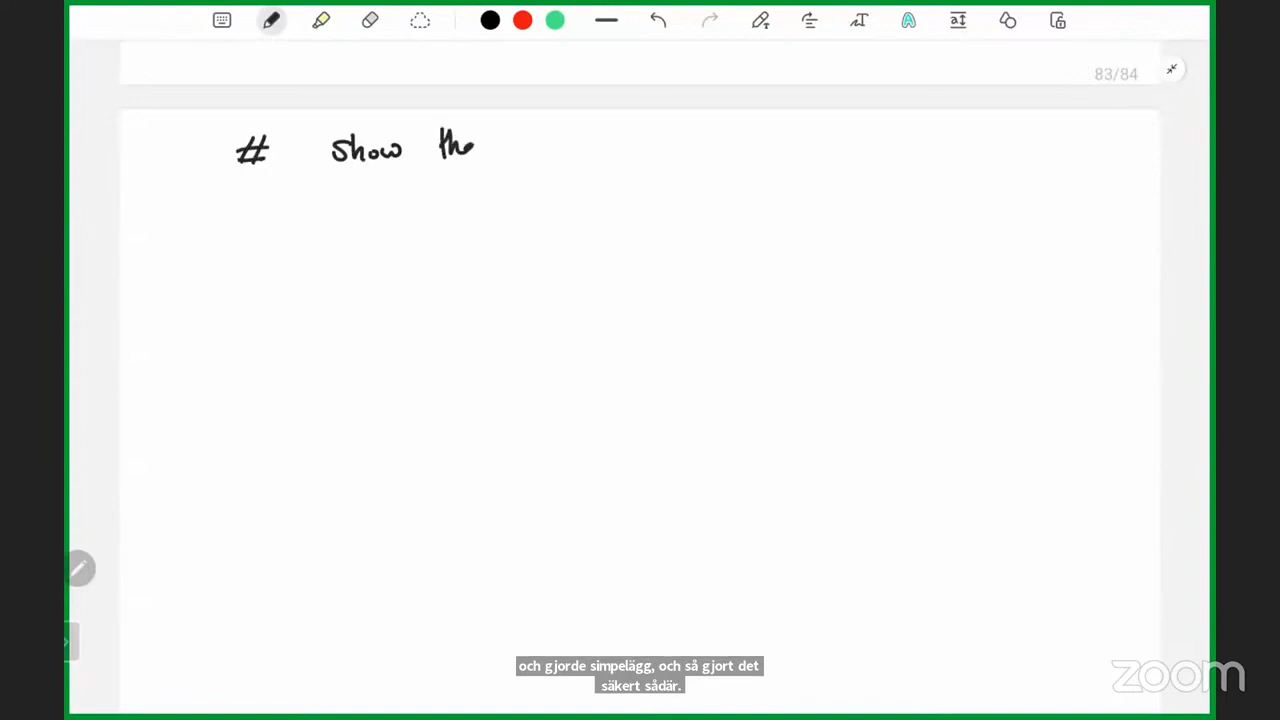 83/84
# show the
och gjorde simpelägg, och så gjort det
säkert sådär.
zoom